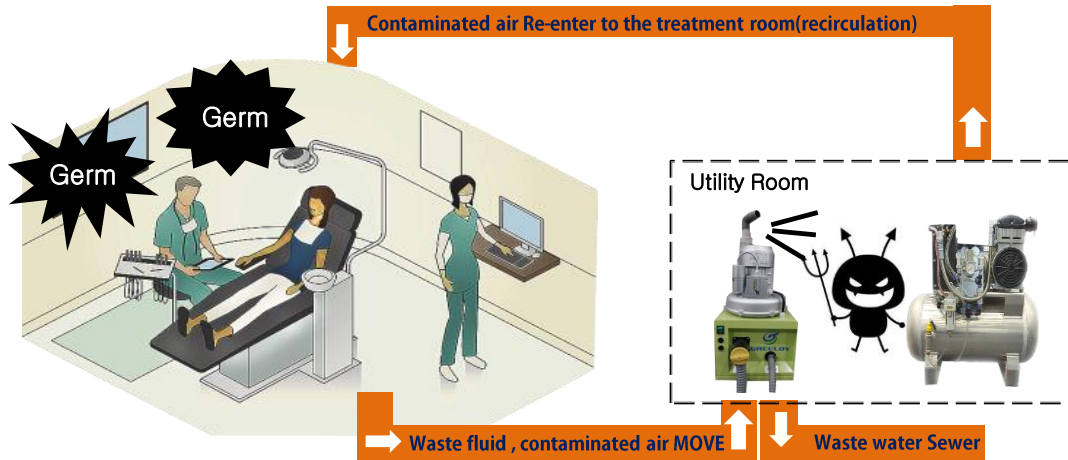 Contaminated air Re-enter to the treatment room(recirculation)
Germ
Germ
Utility Room
GREELOY
Waste fluid , contaminated air MOVE
Waste water Sewer